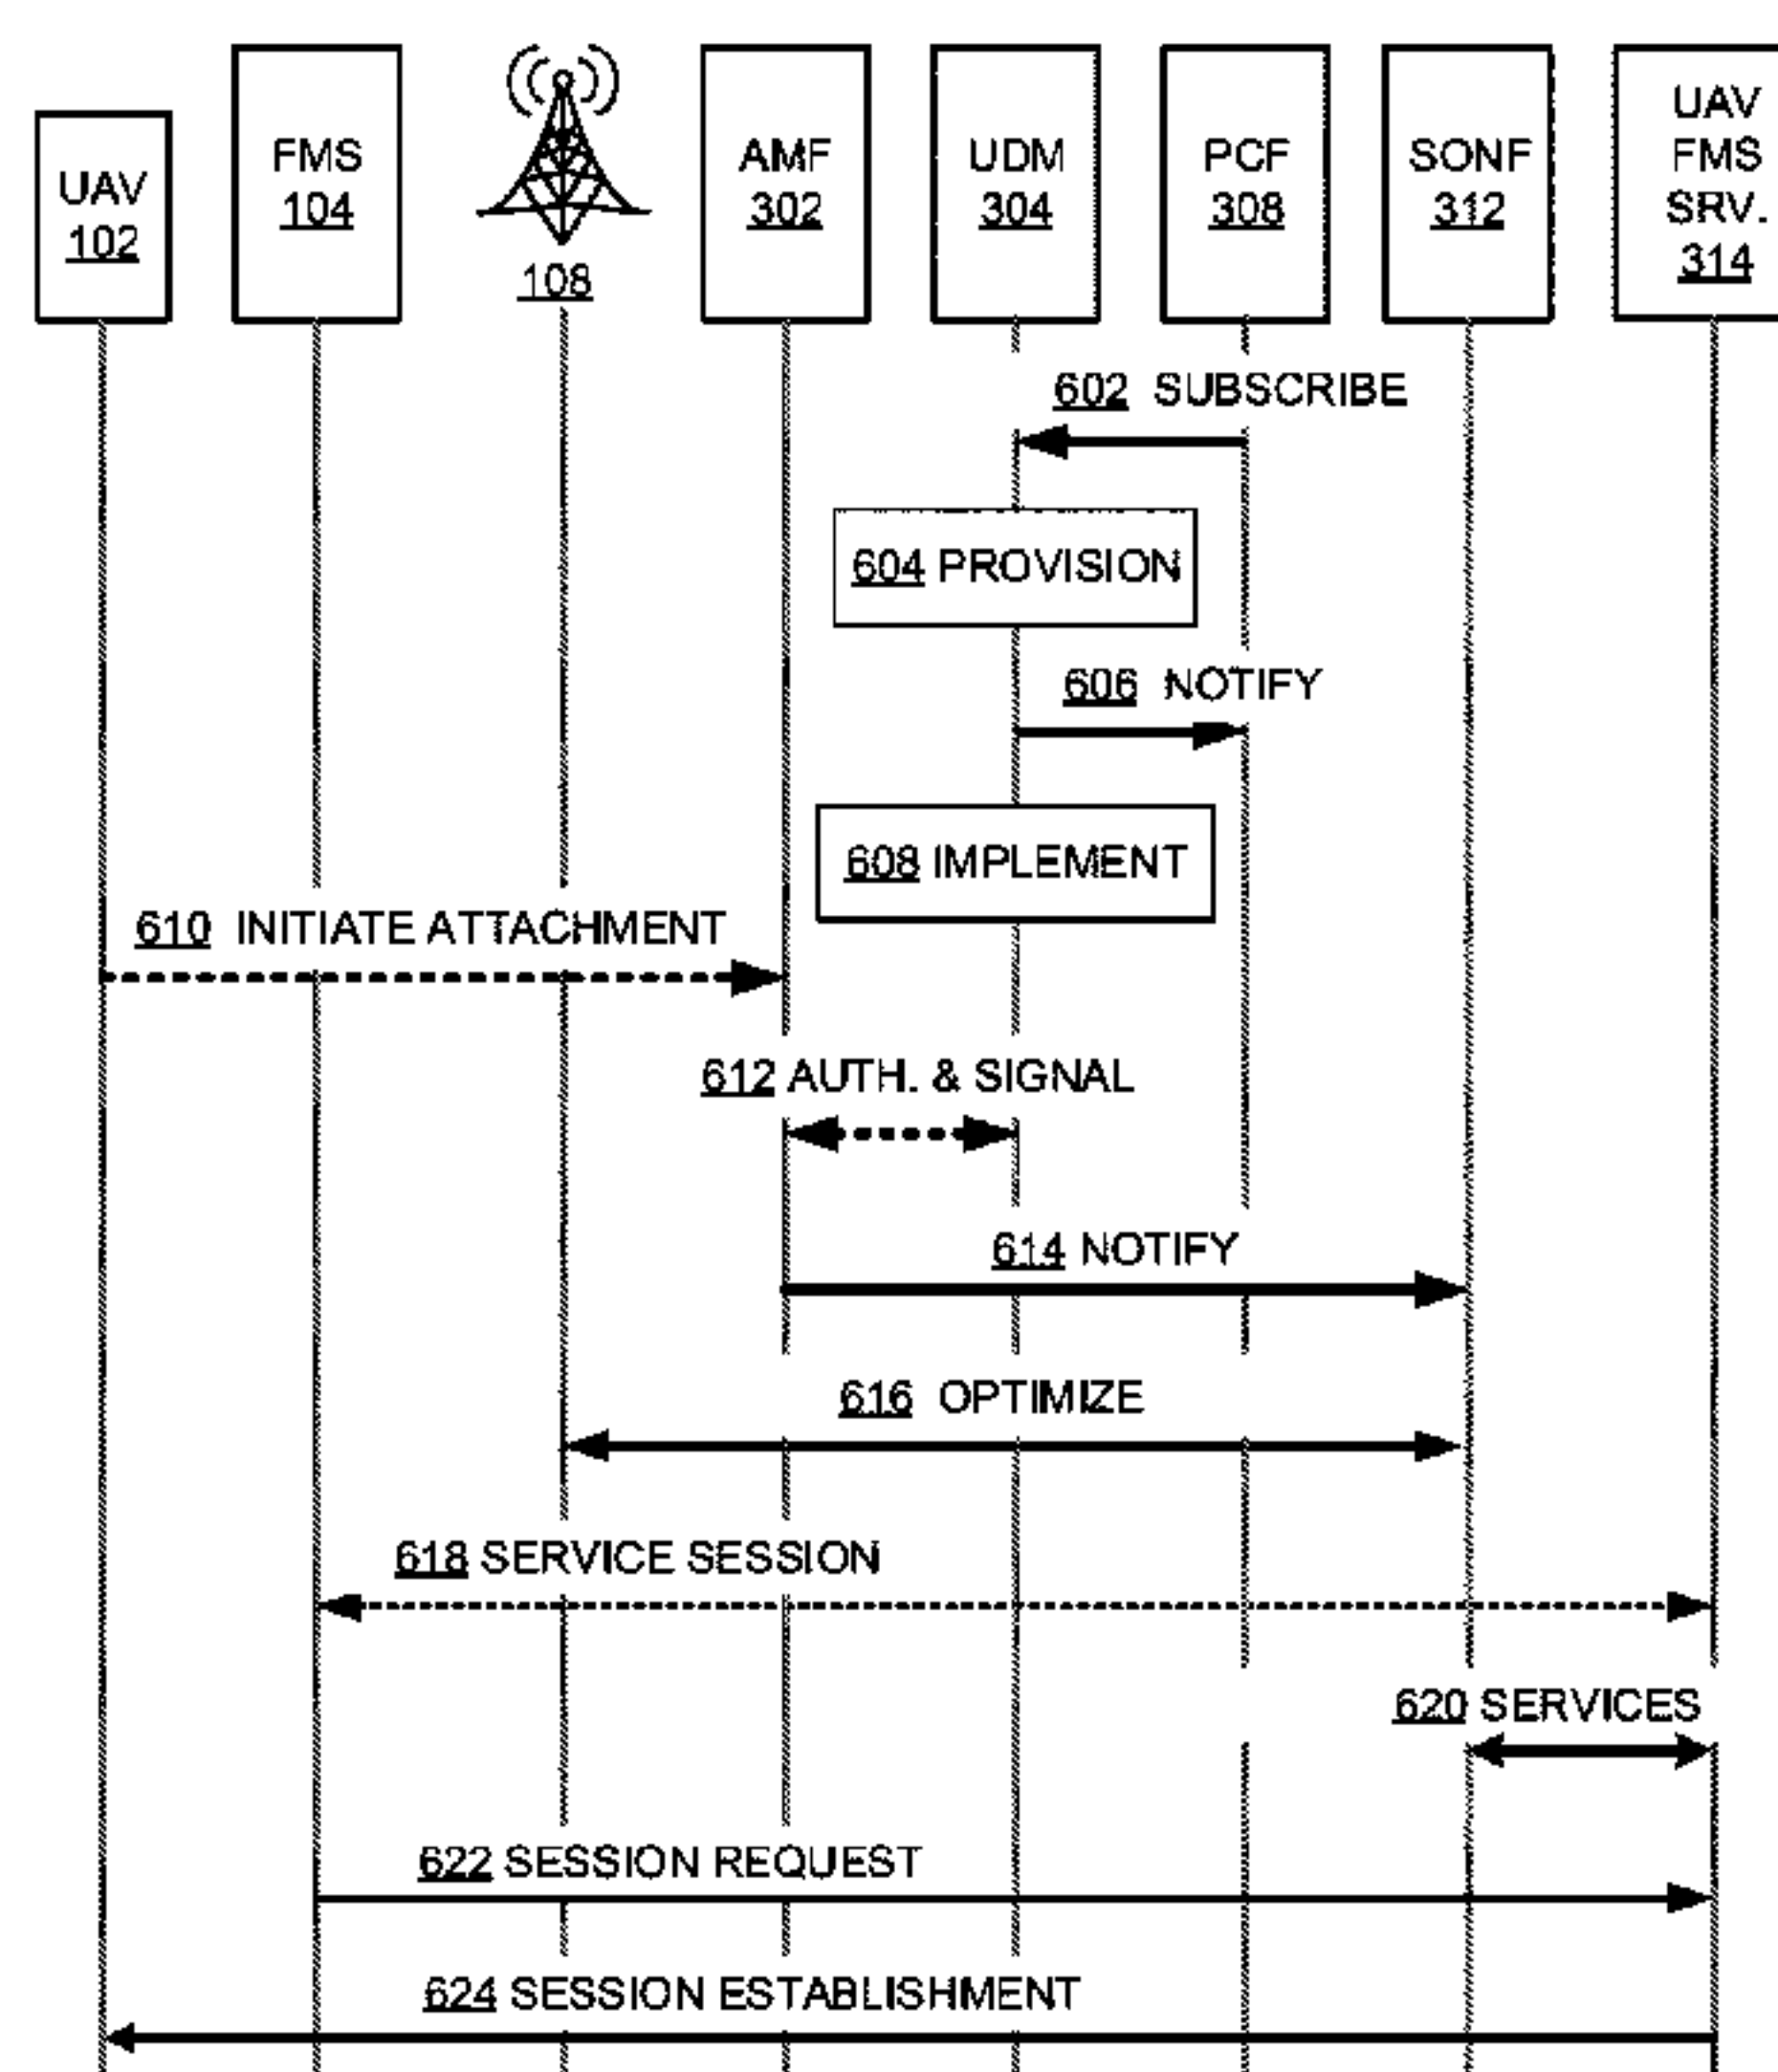 UAV
102
FMS
104
108
AMF
302
UDM
304
PCF
308
SONF
312
UAV
FMS
SRV.
314
602 SUBSCRIBE
604 PROVISION
606 NOTIFY
608 IMPLEMENT
610 INITIATE ATTACHMENT
612 AUTH. & SIGNAL
614 NOTIFY
616 OPTIMIZE
618 SERVICE SESSION
620 SERVICES
622 SESSION REQUEST
624 SESSION ESTABLISHMENT